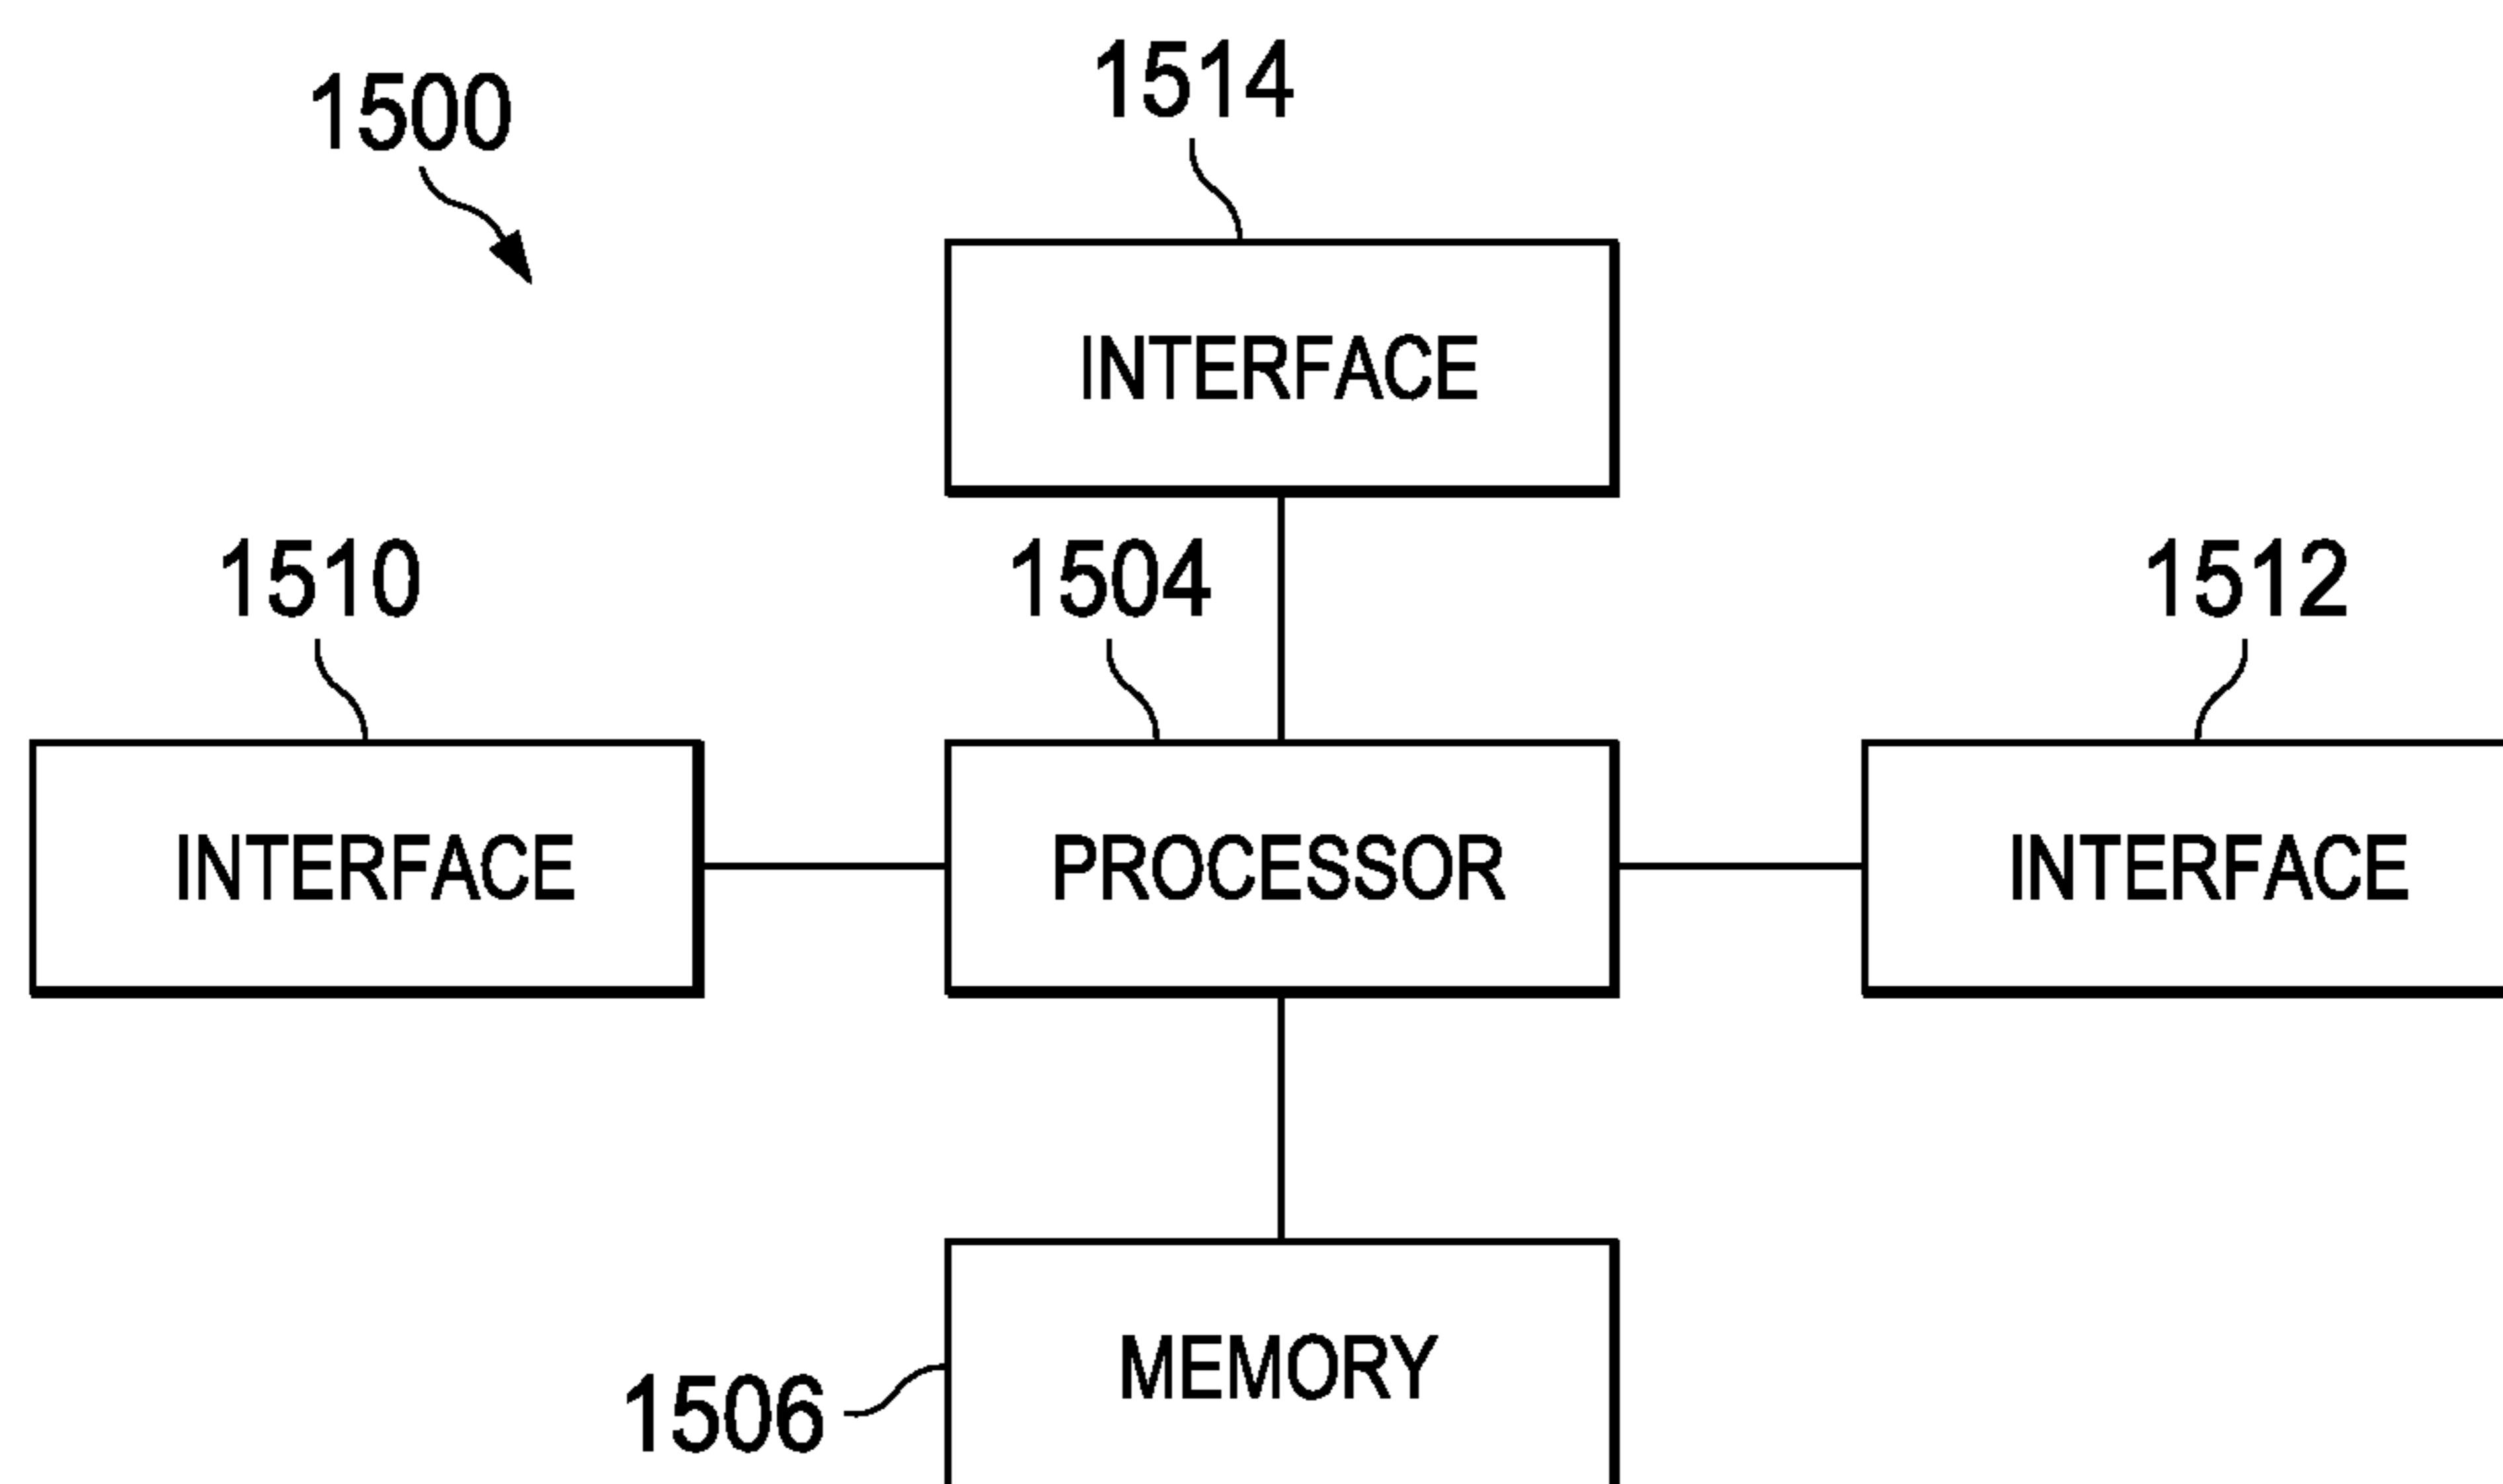 1500
1514
INTERFACE
1510
1504
1512
INTERFACE
PROCESSOR
INTERFACE
MEMORY
1506